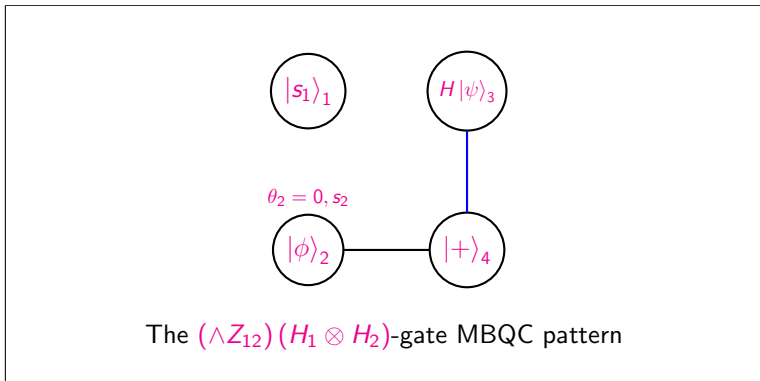 |s₁⟩₁ H|ψ⟩₃
θ₂ = 0, s₂
|ϕ⟩₂ |+⟩₄
The (∧Z₁₂) (H₁ ⊗ H₂)-gate MBQC pattern